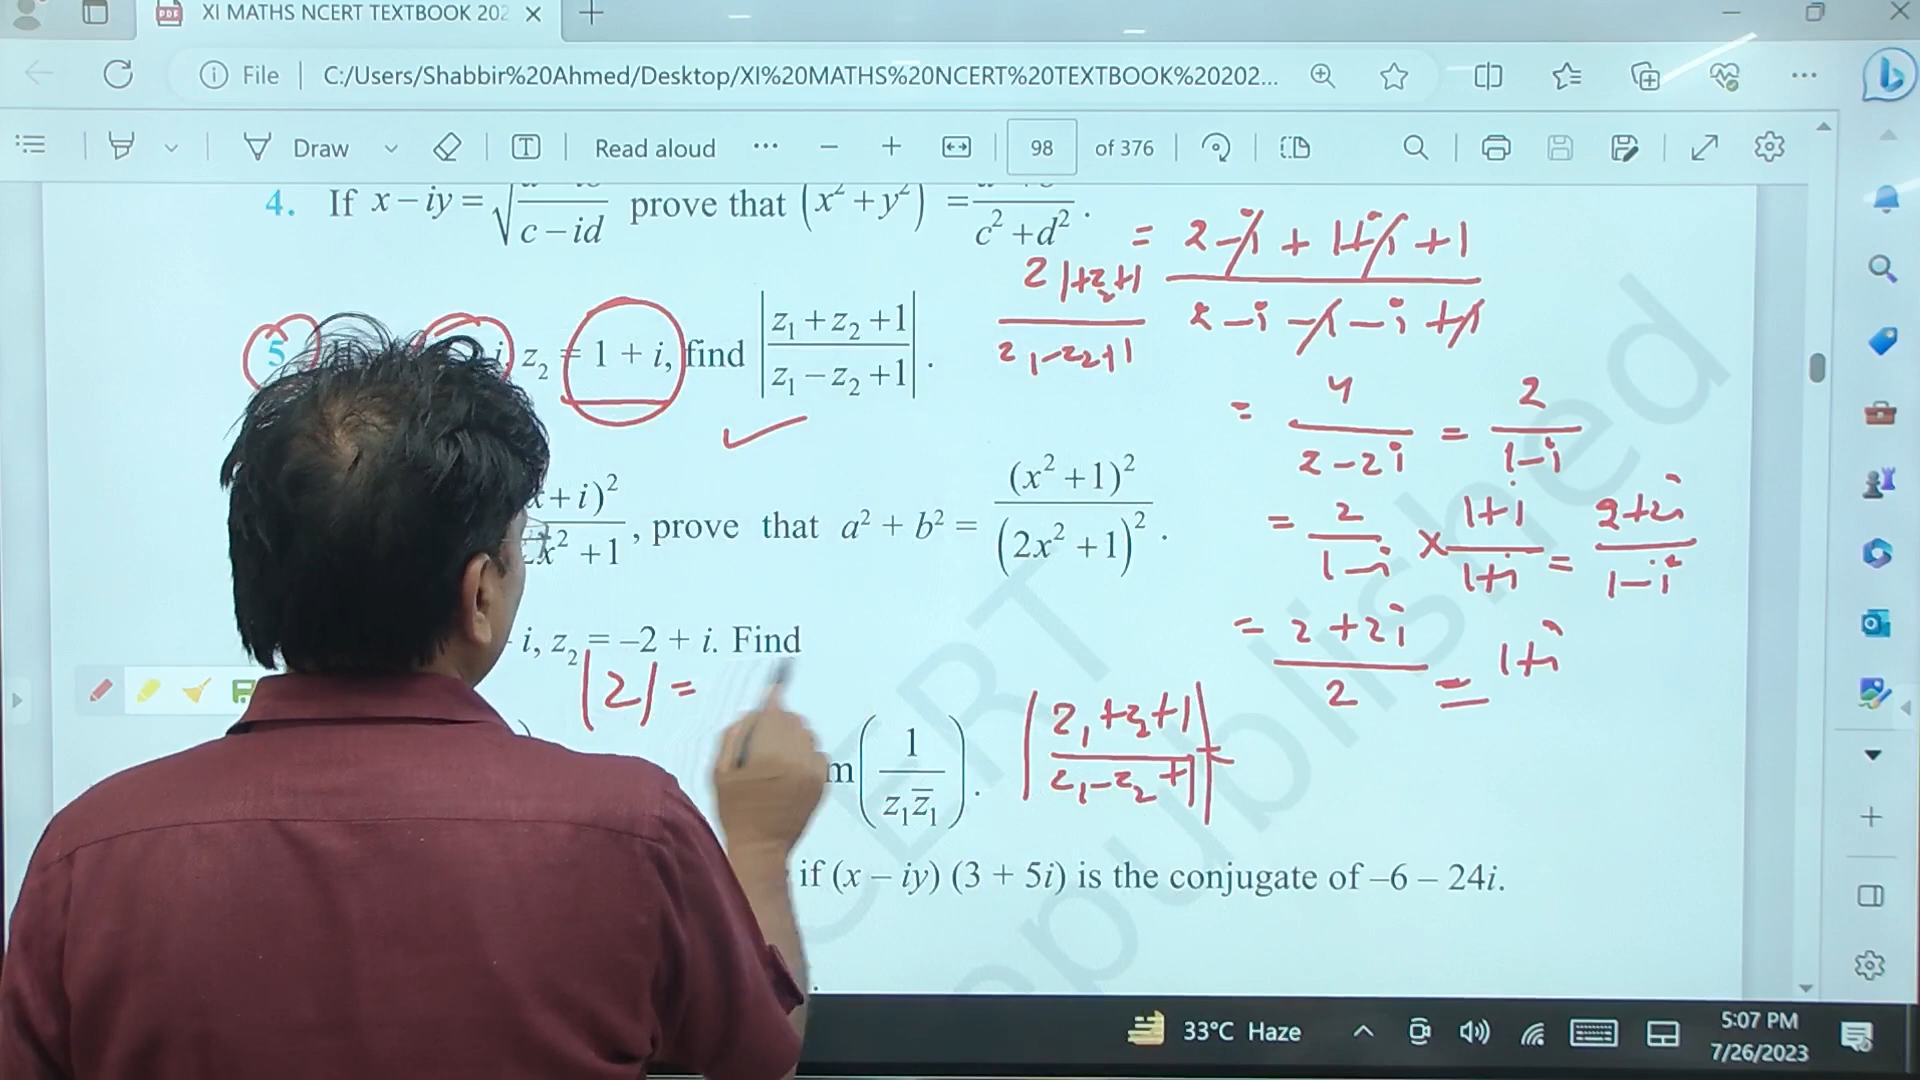 XI MATHS NCERT TEXTBOOK 202
File | C:/Users/Shabbir%20Ahmed/Desktop/XI%20MATHS%20NCERT%20TEXTBOOK%20202...
Draw Read aloud ... 98 of 376
4. If x – iy = √ c – id prove that (x² + y²) = c² + d² .
5 i, z₂ = 1 + i, find |z₁ + z₂ + 1 / z₁ – z₂ + 1| .
+ i)² / x² + 1 , prove that a² + b² = (x² + 1)² / (2x² + 1)² .
i, z₂ = –2 + i. Find
m(1 / z₁z̄₁) .
if (x – iy) (3 + 5i) is the conjugate of –6 – 24i.
z₁+z₂+1 / z₁-z₂+1
= 2-i + 1+i +1 / 2-i -1-i +1
= 4 / 2-2i = 2 / 1-i
= 2 / 1-i × 1+i / 1+i = 2+2i / 1-i²
= 2+2i / 2 = 1+i
|z| =
|z₁+z₂+1 / z₁-z₂+1|
NCERT
republished
33°C Haze
5:07 PM
7/26/2023